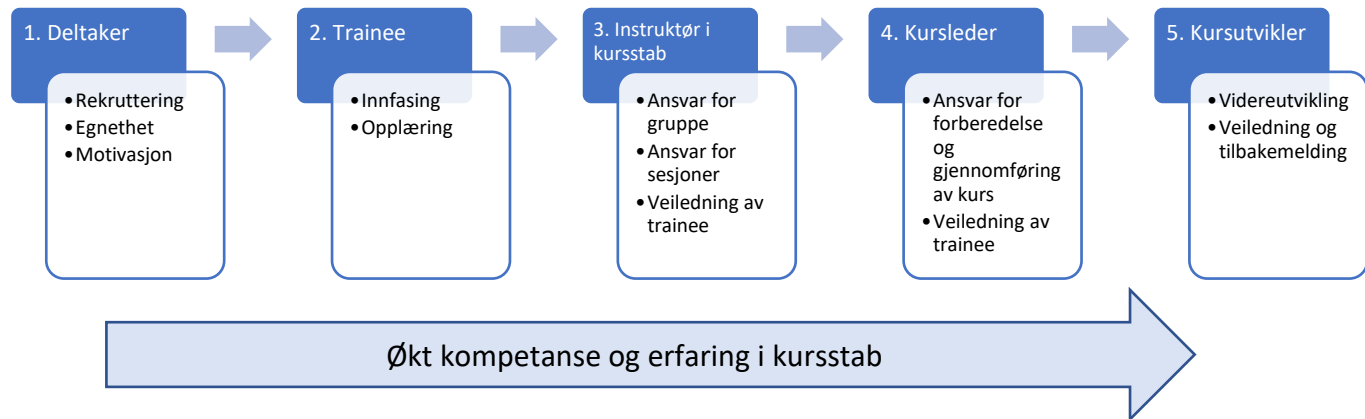 1. Deltaker
• Rekruttering
• Egnethet
• Motivasjon
2. Trainee
• Innfasing
• Opplæring
3. Instruktør i
kursstab
• Ansvar for
gruppe
• Ansvar for
sesjoner
• Veiledning av
trainee
4. Kursleder
• Ansvar for
forberedelse
og
gjennomføring
av kurs
• Veiledning av
trainee
5. Kursutvikler
• Videreutvikling
• Veiledning og
tilbakemelding
Økt kompetanse og erfaring i kursstab